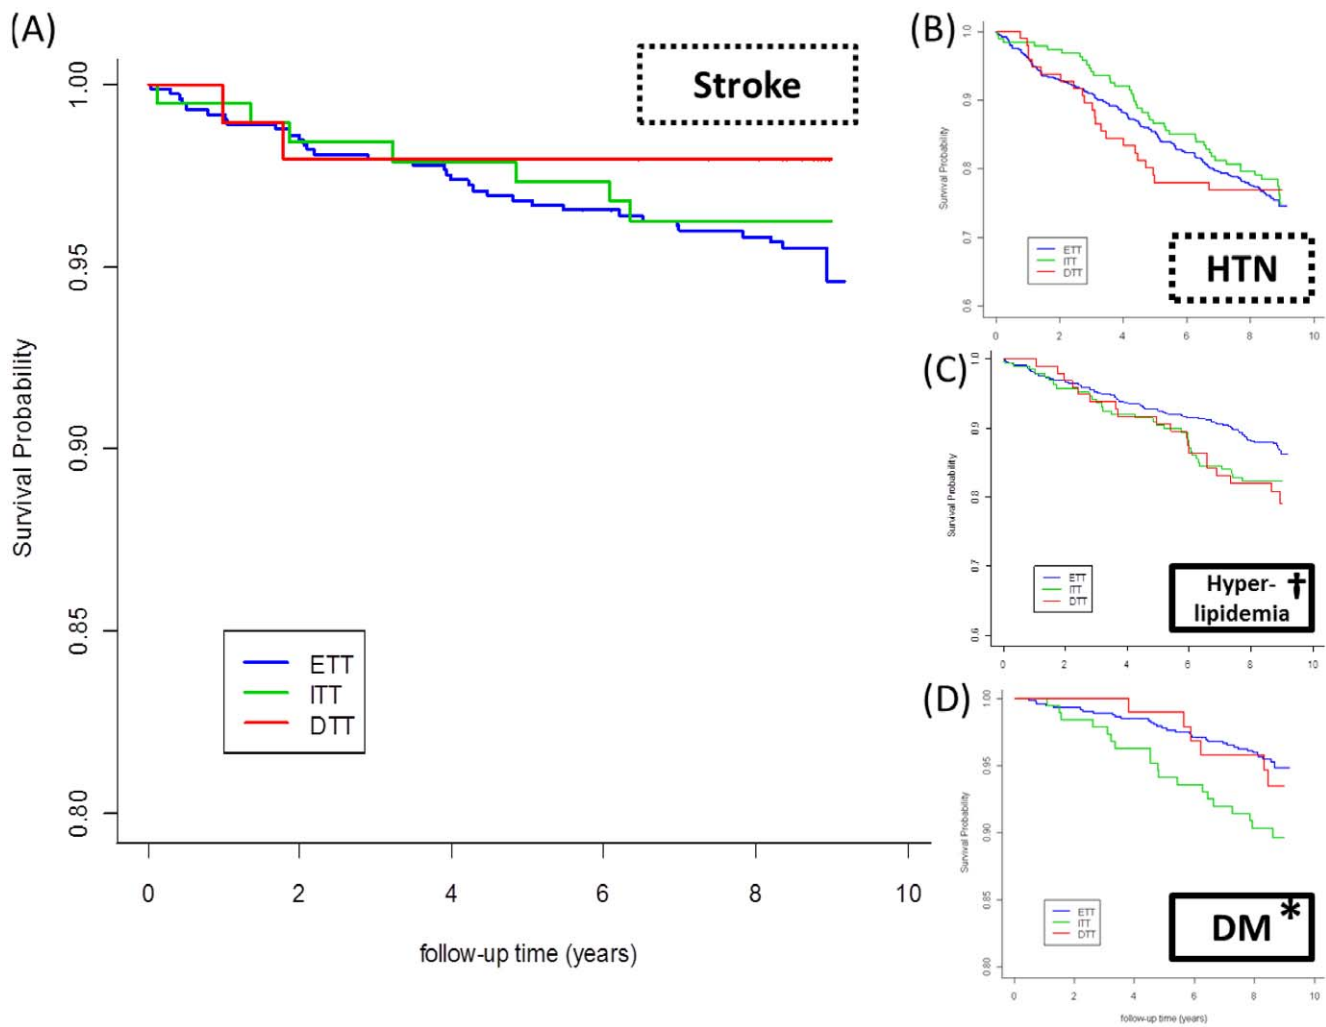 (A)
Stroke
Survival Probability
1.00
0.95
0.90
0.85
0.80
ETT
ITT
DTT
0
2
4
6
8
10
follow-up time (years)
(B)
Survival Probability
1.0
0.9
0.8
0.7
0.6
ETT
ITT
DTT
HTN
0
2
4
6
8
10
(C)
Survival Probability
1.0
0.9
0.8
0.7
0.6
ETT
ITT
DTT
Hyper- †
lipidemia
0
2
4
6
8
10
(D)
Survival Probability
1.00
0.95
0.90
0.85
0.80
ETT
ITT
DTT
DM *
0
2
4
6
8
10
follow-up time (years)